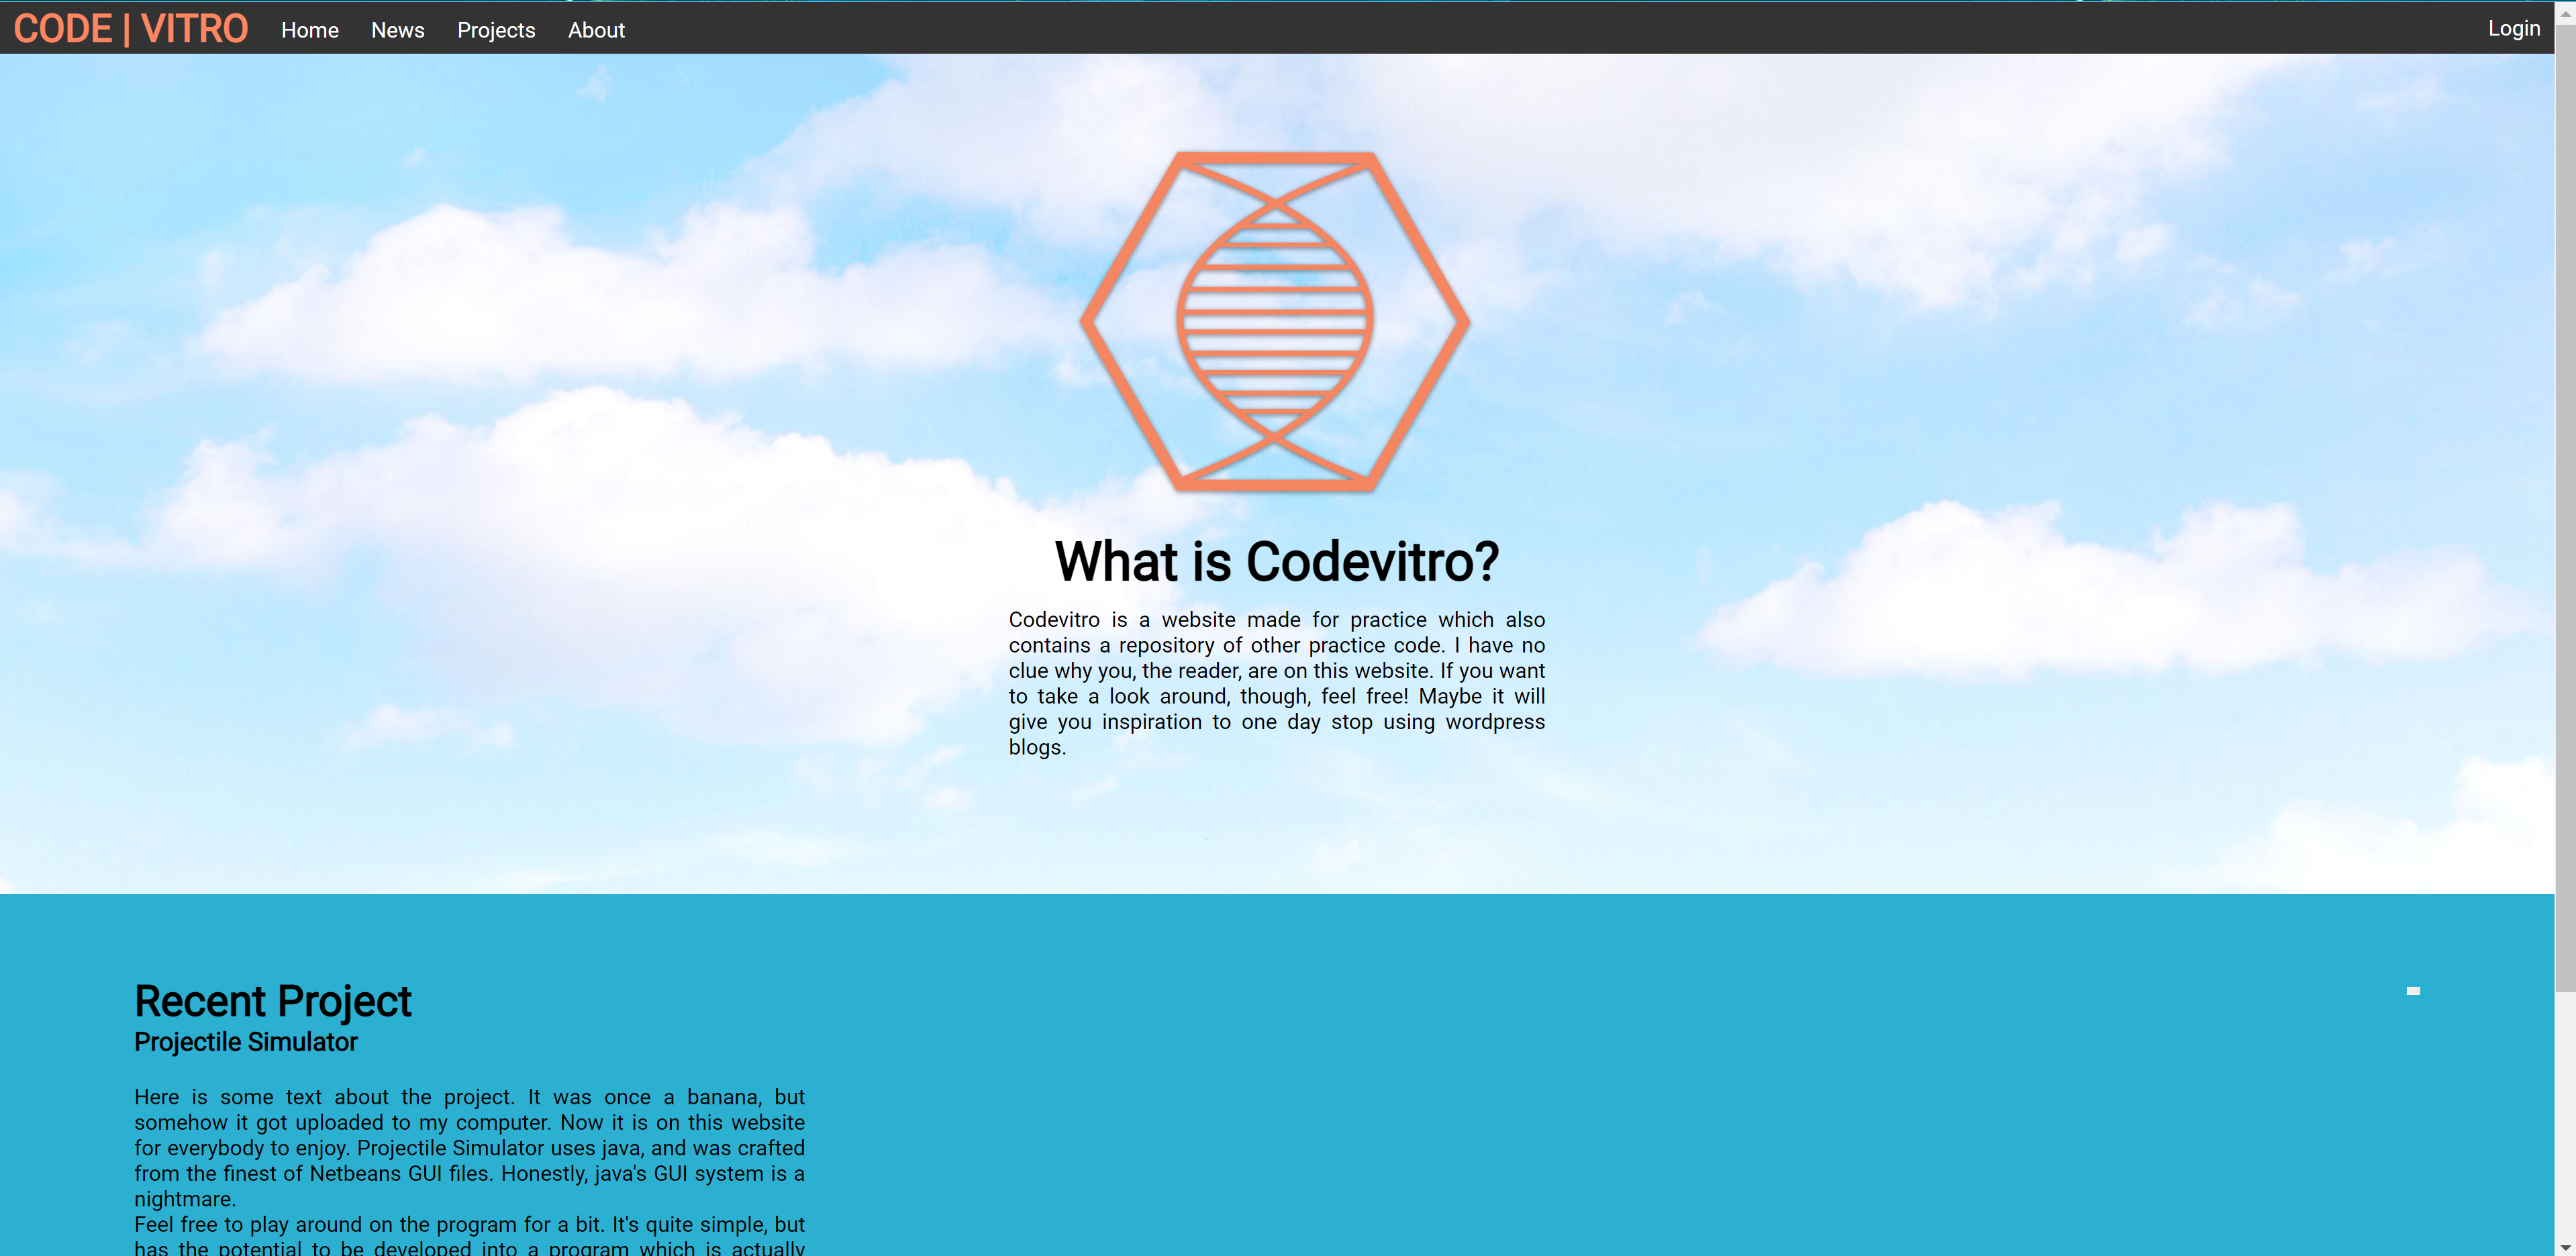 CODE | VITRO Home News Projects About Login
What is Codevitro?
Codevitro is a website made for practice which also
contains a repository of other practice code. I have no
clue why you, the reader, are on this website. If you want
to take a look around, though, feel free! Maybe it will
give you inspiration to one day stop using wordpress
blogs.
Recent Project
Projectile Simulator
Here is some text about the project. It was once a banana, but
somehow it got uploaded to my computer. Now it is on this website
for everybody to enjoy. Projectile Simulator uses java, and was crafted
from the finest of Netbeans GUI files. Honestly, java's GUI system is a
nightmare.
Feel free to play around on the program for a bit. It's quite simple, but
has the potential to be developed into a program which is actually